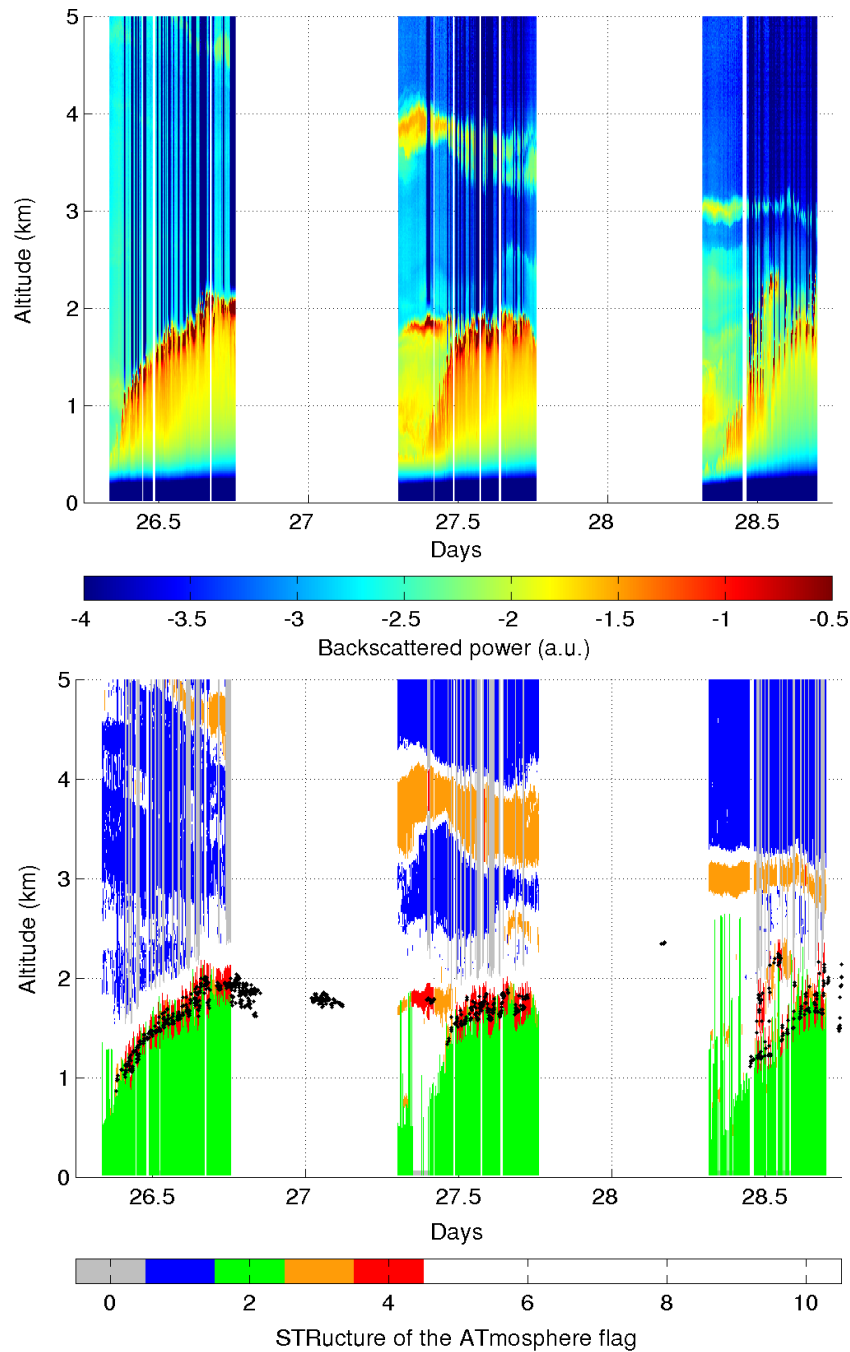 5
4
3
2
1
0
Altitude (km)
26.5 27 27.5 28 28.5
Days
-4 -3.5 -3 -2.5 -2 -1.5 -1 -0.5
Backscattered power (a.u.)
5
4
3
2
1
0
Altitude (km)
26.5 27 27.5 28 28.5
Days
0 2 4 6 8 10
STRucture of the ATmosphere flag